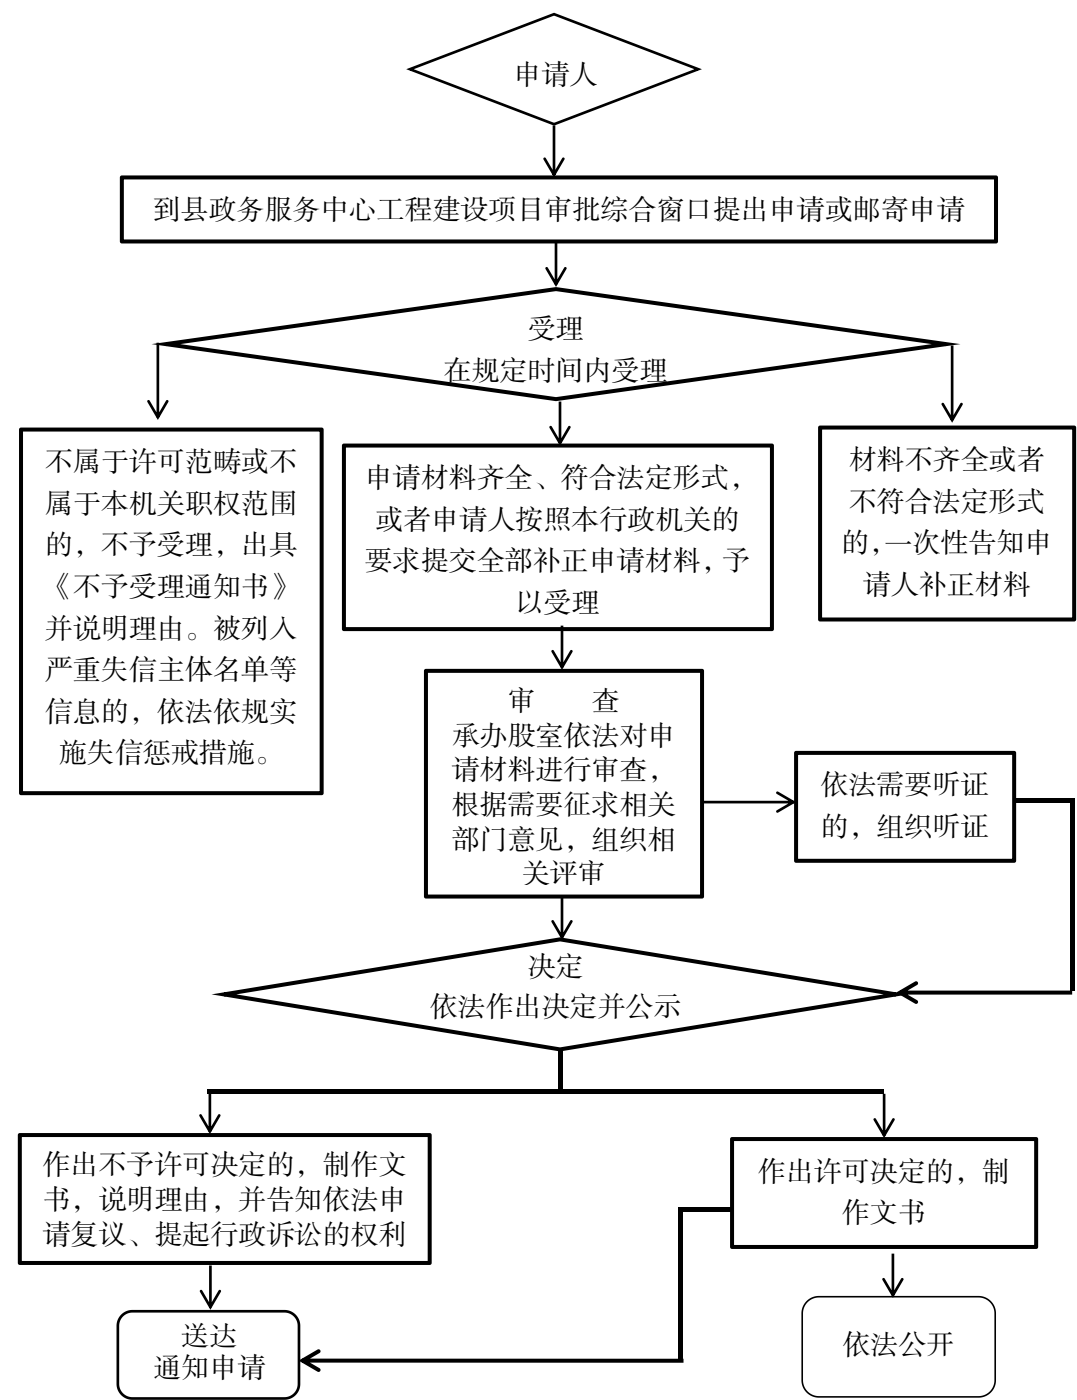 申请人
到县政务服务中心工程建设项目审批综合窗口提出申请或邮寄申请
受理
在规定时间内受理
不属于许可范畴或不
属于本机关职权范围
的，不予受理，出具
《不予受理通知书》
并说明理由。被列入
严重失信主体名单等
信息的，依法依规实
施失信惩戒措施。
申请材料齐全、符合法定形式，
或者申请人按照本行政机关的
要求提交全部补正申请材料，予
以受理
材料不齐全或者
不符合法定形式
的，一次性告知申
请人补正材料
审　　查
承办股室依法对申
请材料进行审查，
根据需要征求相关
部门意见，组织相
关评审
依法需要听证
的，组织听证
决定
依法作出决定并公示
作出不予许可决定的，制作文
书，说明理由，并告知依法申
请复议、提起行政诉讼的权利
作出许可决定的，制
作文书
送达
通知申请
依法公开